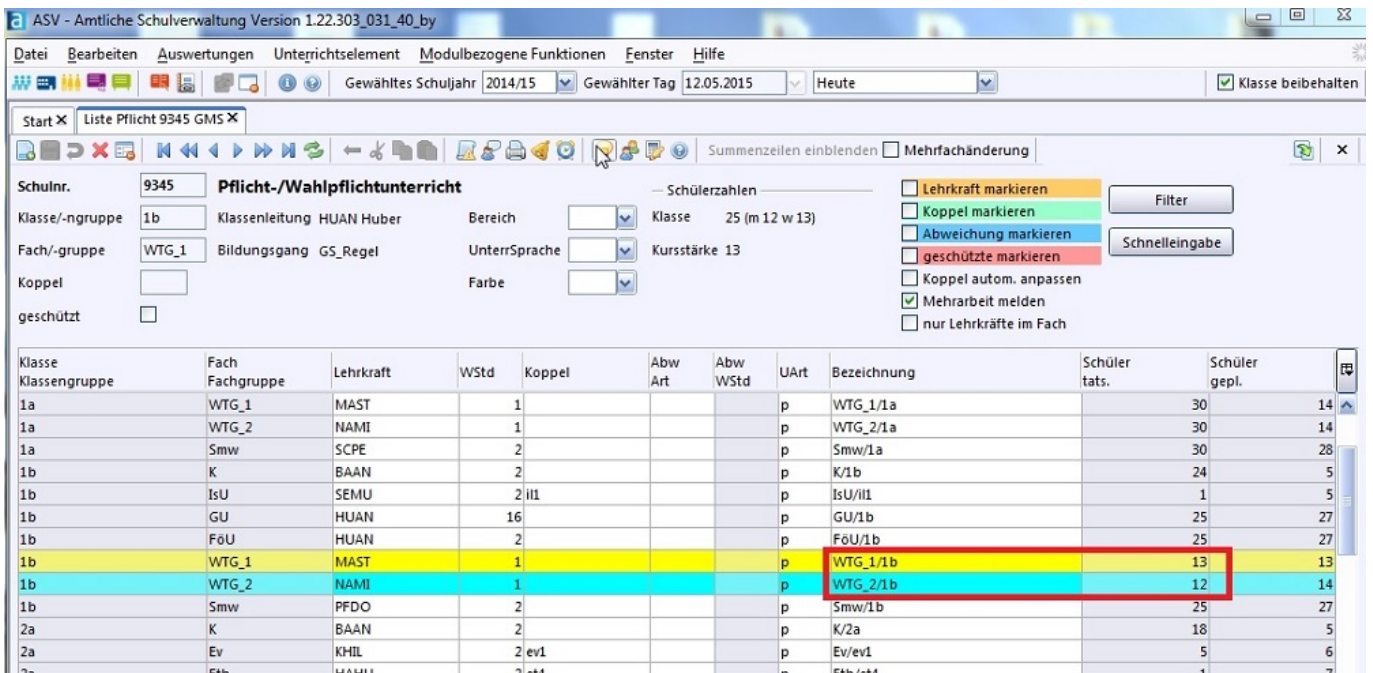 a ASV - Amtliche Schulverwaltung Version 1.22.303_031_40_by
Datei Bearbeiten Auswertungen Unterrichtselement Modulbezogene Funktionen Fenster Hilfe
Gewähltes Schuljahr 2014/15 Gewählter Tag 12.05.2015 Heute Klasse beibehalten
Start X Liste Pflicht 9345 GMS X
Summenzeilen einblenden Mehrfachänderung
Schulnr. 9345 Pflicht-/Wahlpflichtunterricht Schülerzahlen Lehrkraft markieren Filter
Klasse/-ngruppe 1b Klassenleitung HUAN Huber Bereich Klasse 25 (m 12 w 13) Koppel markieren
Fach/-gruppe WTG_1 Bildungsgang GS_Regel UnterrSprache Kursstärke 13 Abweichung markieren Schnelleingabe
geschützte markieren
Koppel Farbe Koppel autom. anpassen
Mehrarbeit melden
geschützt nur Lehrkräfte im Fach
Klasse Fach Lehrkraft WStd Koppel Abw Abw UArt Bezeichnung Schüler Schüler
Klassengruppe Fachgruppe Art WStd tats. gepl.
1a WTG_1 MAST 1 p WTG_1/1a 30 14
1a WTG_2 NAMI 1 p WTG_2/1a 30 14
1a Smw SCPE 2 p Smw/1a 30 28
1b K BAAN 2 p K/1b 24 5
1b IsU SEMU 2 il1 p IsU/il1 1 5
1b GU HUAN 16 p GU/1b 25 27
1b FöU HUAN 2 p FöU/1b 25 27
1b WTG_1 MAST 1 p WTG_1/1b 13 13
1b WTG_2 NAMI 1 p WTG_2/1b 12 14
1b Smw PFDO 2 p Smw/1b 25 27
2a K BAAN 2 p K/2a 18 5
2a Ev KHIL 2 ev1 p Ev/ev1 5 6